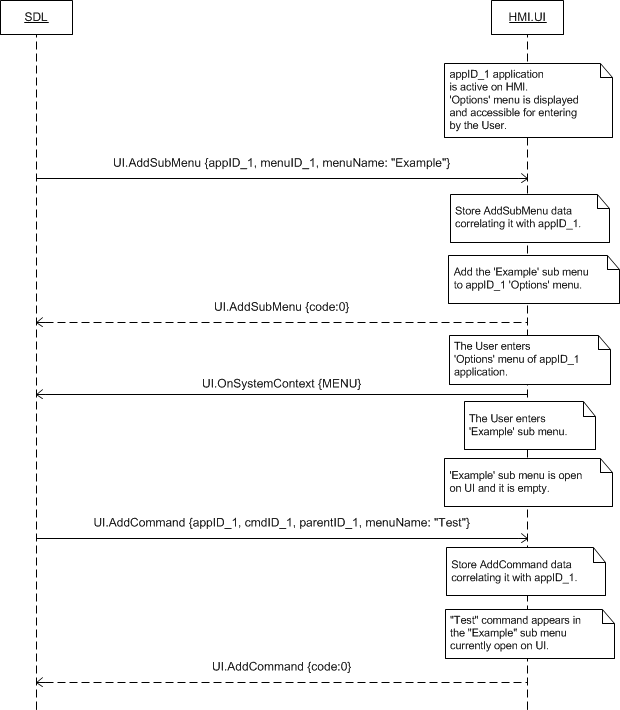 SDL
HMI.UI
appID_1 application
is active on HMI.
'Options' menu is displayed
and accessible for entering
by the User.
UI.AddSubMenu {appID_1, menuID_1, menuName: "Example"}
Store AddSubMenu data
correlating it with appID_1.
Add the 'Example' sub menu
to appID_1 'Options' menu.
UI.AddSubMenu {code:0}
The User enters
'Options' menu of appID_1
application.
UI.OnSystemContext {MENU}
The User enters
'Example' sub menu.
'Example' sub menu is open
on UI and it is empty.
UI.AddCommand {appID_1, cmdID_1, parentID_1, menuName: "Test"}
Store AddCommand data
correlating it with appID_1.
"Test" command appears in
the "Example" sub menu
currently open on UI.
UI.AddCommand {code:0}